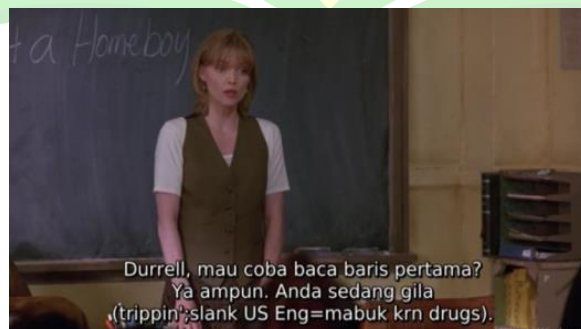 t a Homeboy
Durrell, mau coba baca baris pertama?
Ya ampun. Anda sedang gila
(trippin';slank US Eng=mabuk krn drugs).